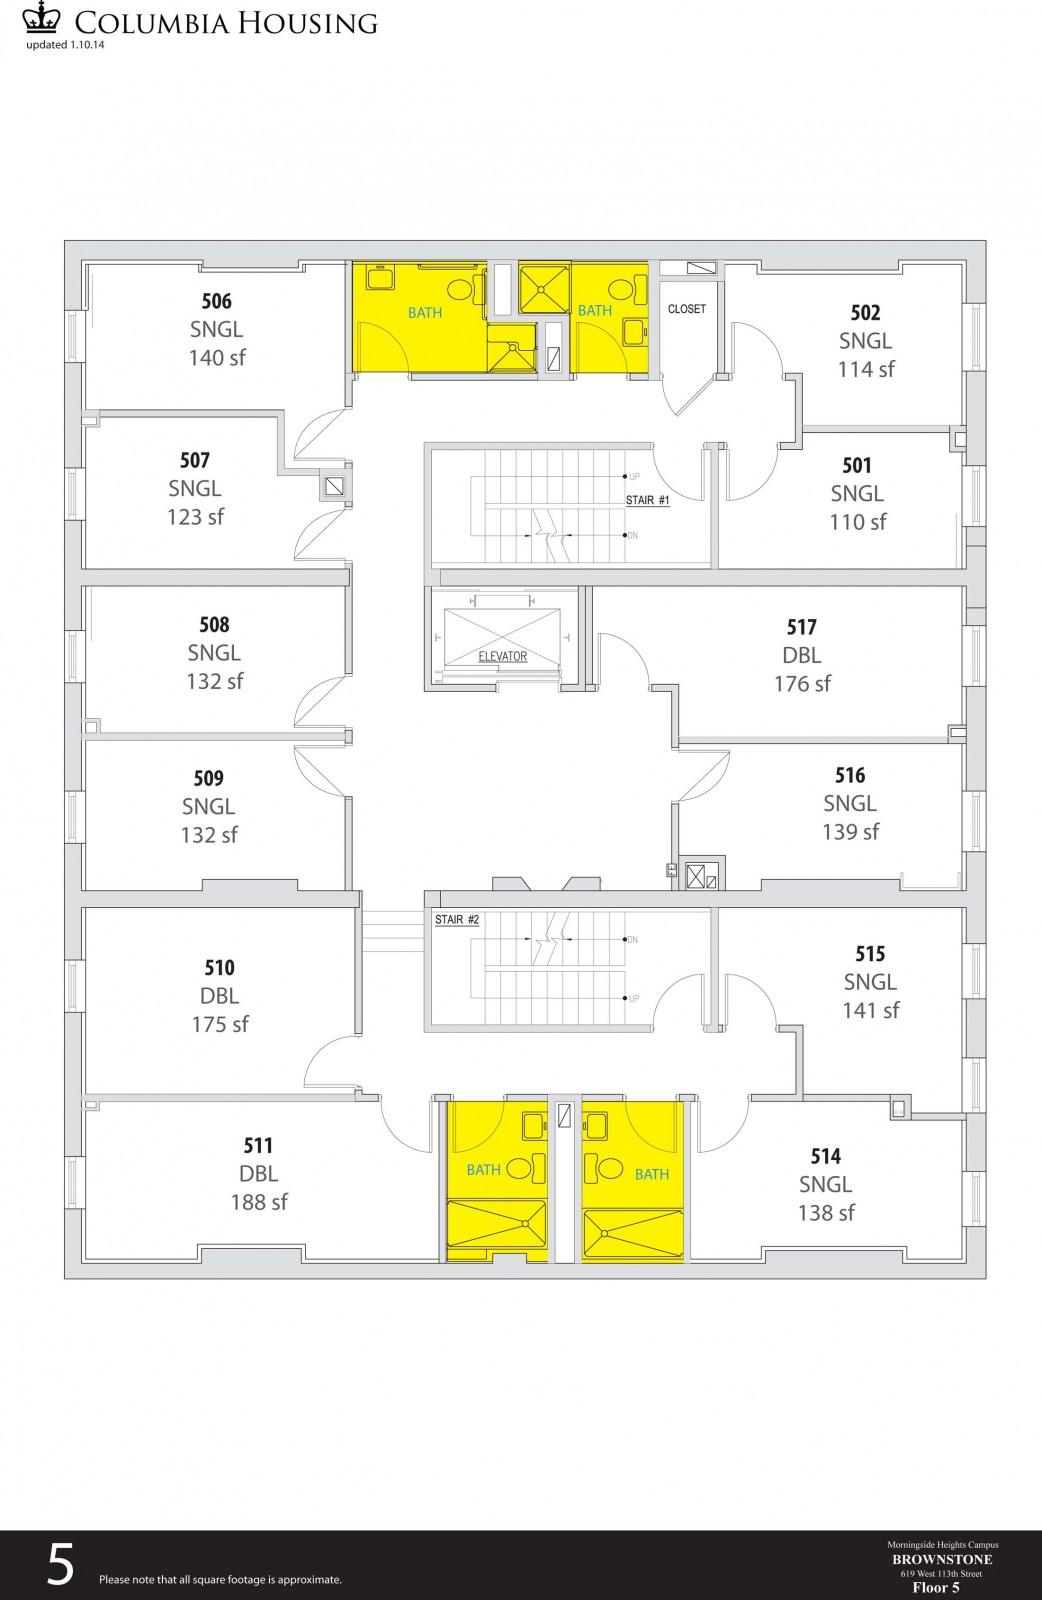 COLUMBIA HOUSING
updated 1.10.14
506
SNGL
140 sf
BATH
BATH
CLOSET
502
SNGL
114 sf
507
SNGL
123 sf
UP
STAIR #1
DN
501
SNGL
110 sf
508
SNGL
132 sf
ELEVATOR
517
DBL
176 sf
509
SNGL
132 sf
516
SNGL
139 sf
FE
STAIR #2
DN
UP
510
DBL
175 sf
515
SNGL
141 sf
511
DBL
188 sf
BATH
BATH
514
SNGL
138 sf
5
Please note that all square footage is approximate.
Morningside Heights Campus
BROWNSTONE
619 West 113th Street
Floor 5